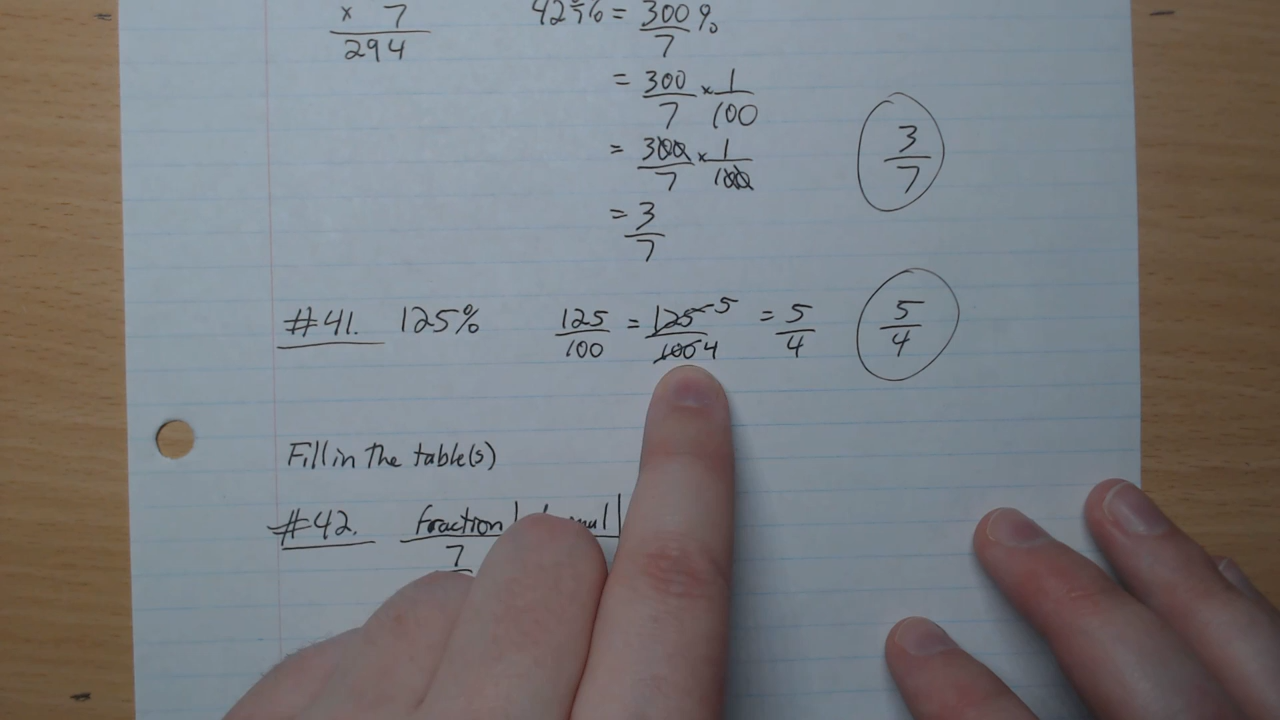 × 7
294
42 6/7% = 300/7 %
= 300/7 × 1/100
= 300/7 × 1/100
= 3/7
3/7
#41. 125% 125/100 = 125 5/100 4 = 5/4
5/4
Fill in the table(s)
#42. fraction
7